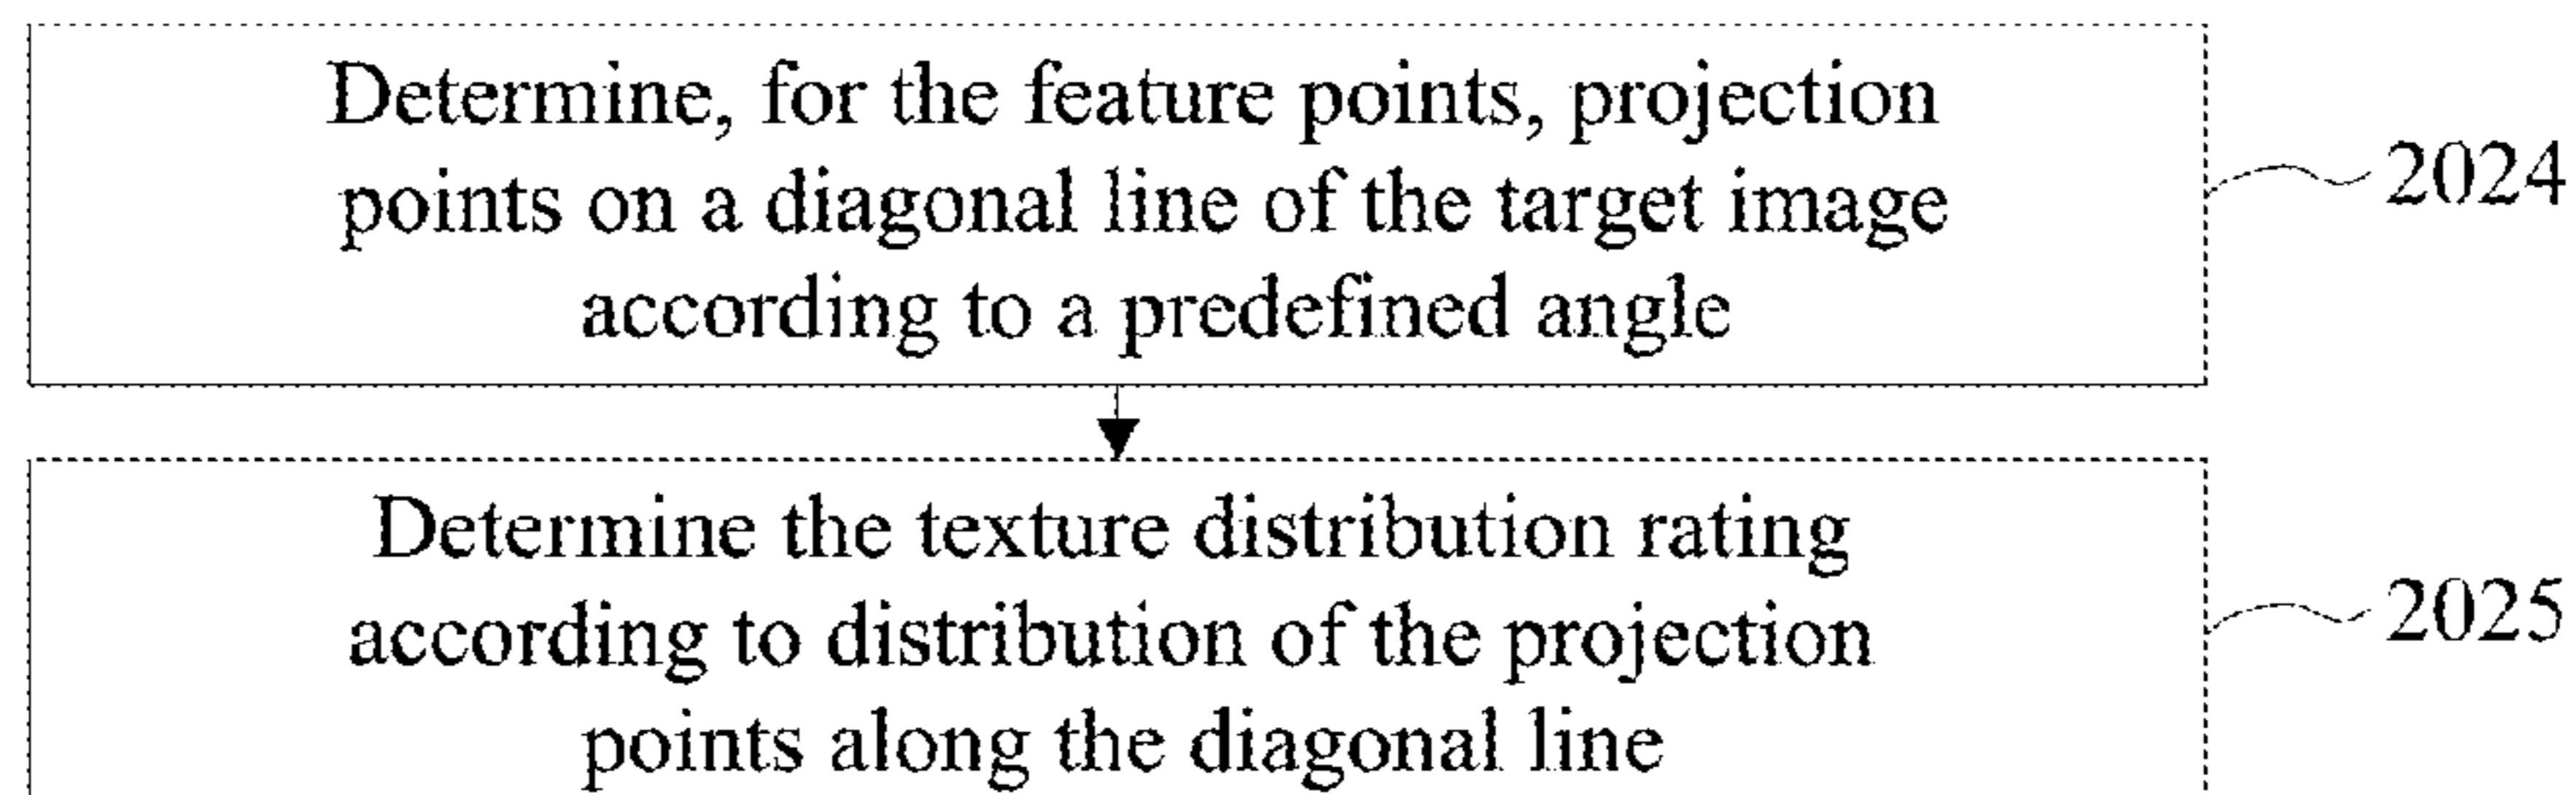 Determine, for the feature points, projection
points on a diagonal line of the target image
according to a predefined angle
2024
Determine the texture distribution rating
according to distribution of the projection
points along the diagonal line
2025